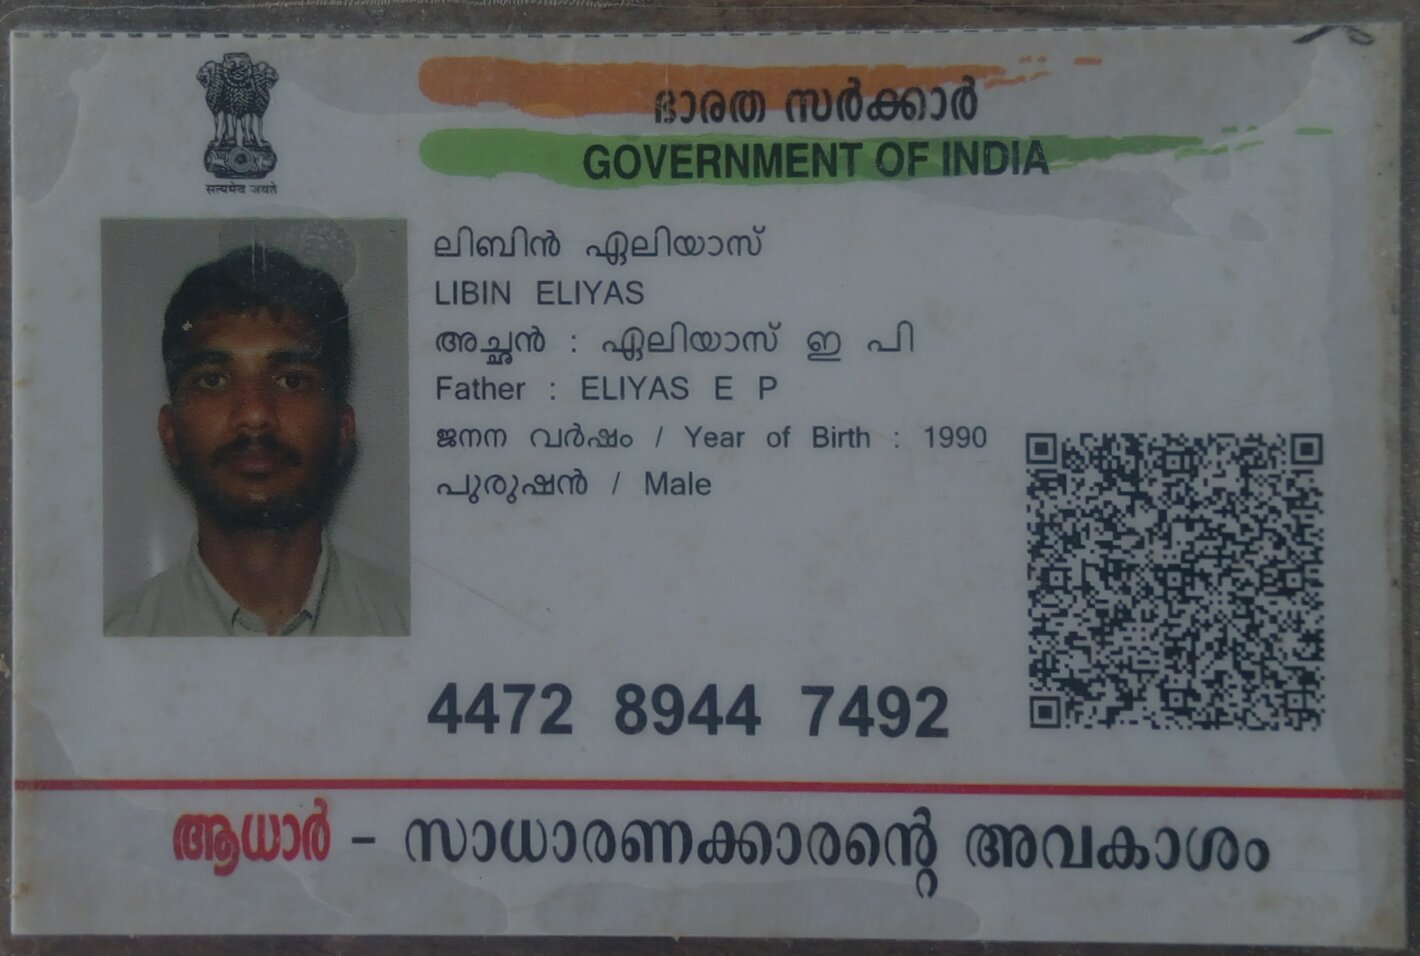 सत्यमेव जयते
ഭാരത സർക്കാർ
GOVERNMENT OF INDIA
ലിബിൻ ഏലിയാസ്
LIBIN ELIYAS
അച്ഛൻ : ഏലിയാസ് ഇ പി
Father : ELIYAS E P
ജനന വർഷം / Year of Birth : 1990
പുരുഷൻ / Male
4472 8944 7492
ആധാർ - സാധാരണക്കാരന്റെ അവകാശം